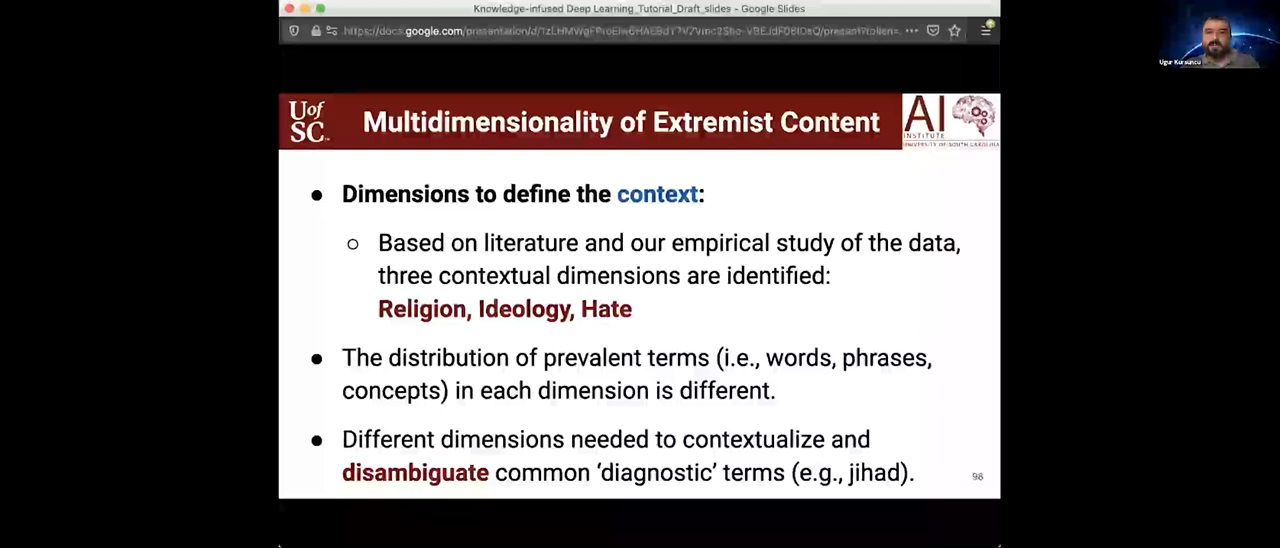 Knowledge-infused Deep Learning_Tutorial_Draft_slides - Google Slides
Ugur Kursuncu
UofSC
Multidimensionality of Extremist Content
AI
INSTITUTE
UNIVERSITY OF SOUTH CAROLINA
● Dimensions to define the context:
○ Based on literature and our empirical study of the data,
three contextual dimensions are identified:
Religion, Ideology, Hate
● The distribution of prevalent terms (i.e., words, phrases,
concepts) in each dimension is different.
● Different dimensions needed to contextualize and
disambiguate common ‘diagnostic’ terms (e.g., jihad).
98